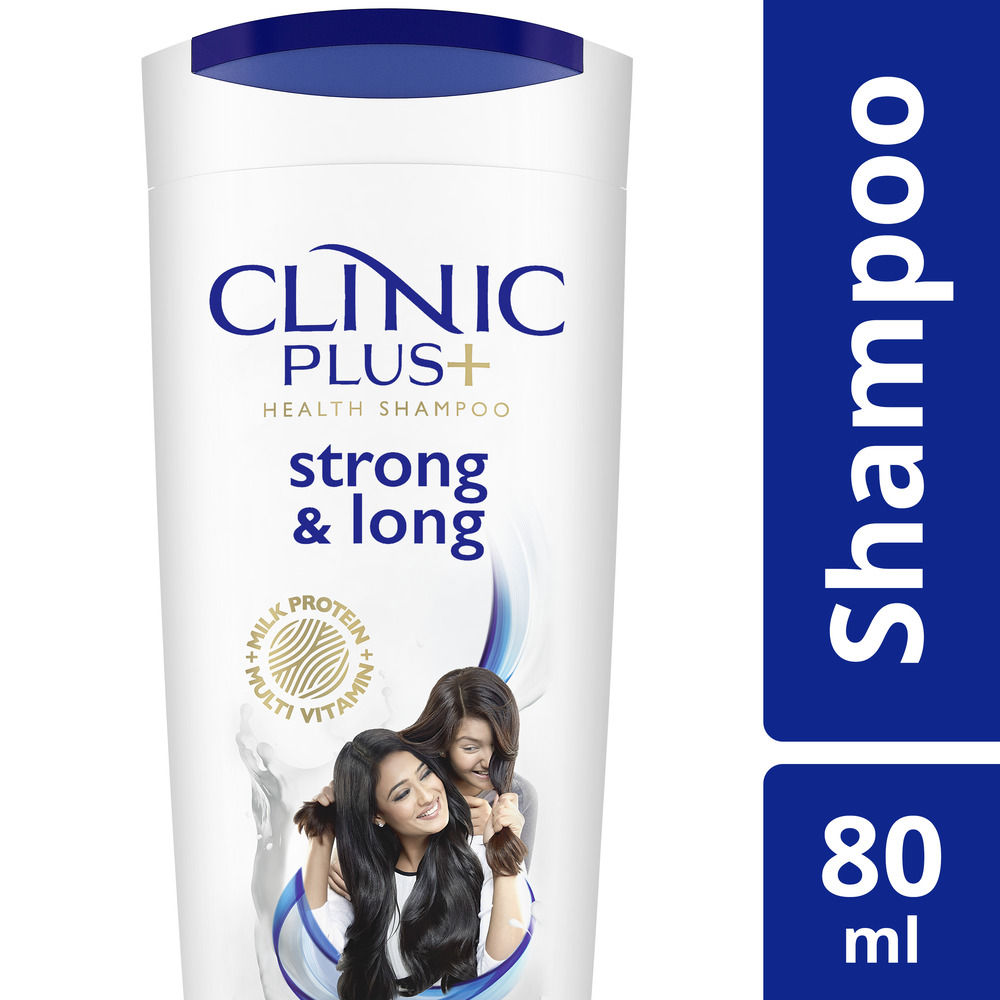 CLINIC
PLUS+
HEALTH SHAMPOO
strong
& long
+ MILK PROTEIN +
MULTI VITAMIN
Shampoo
80
ml